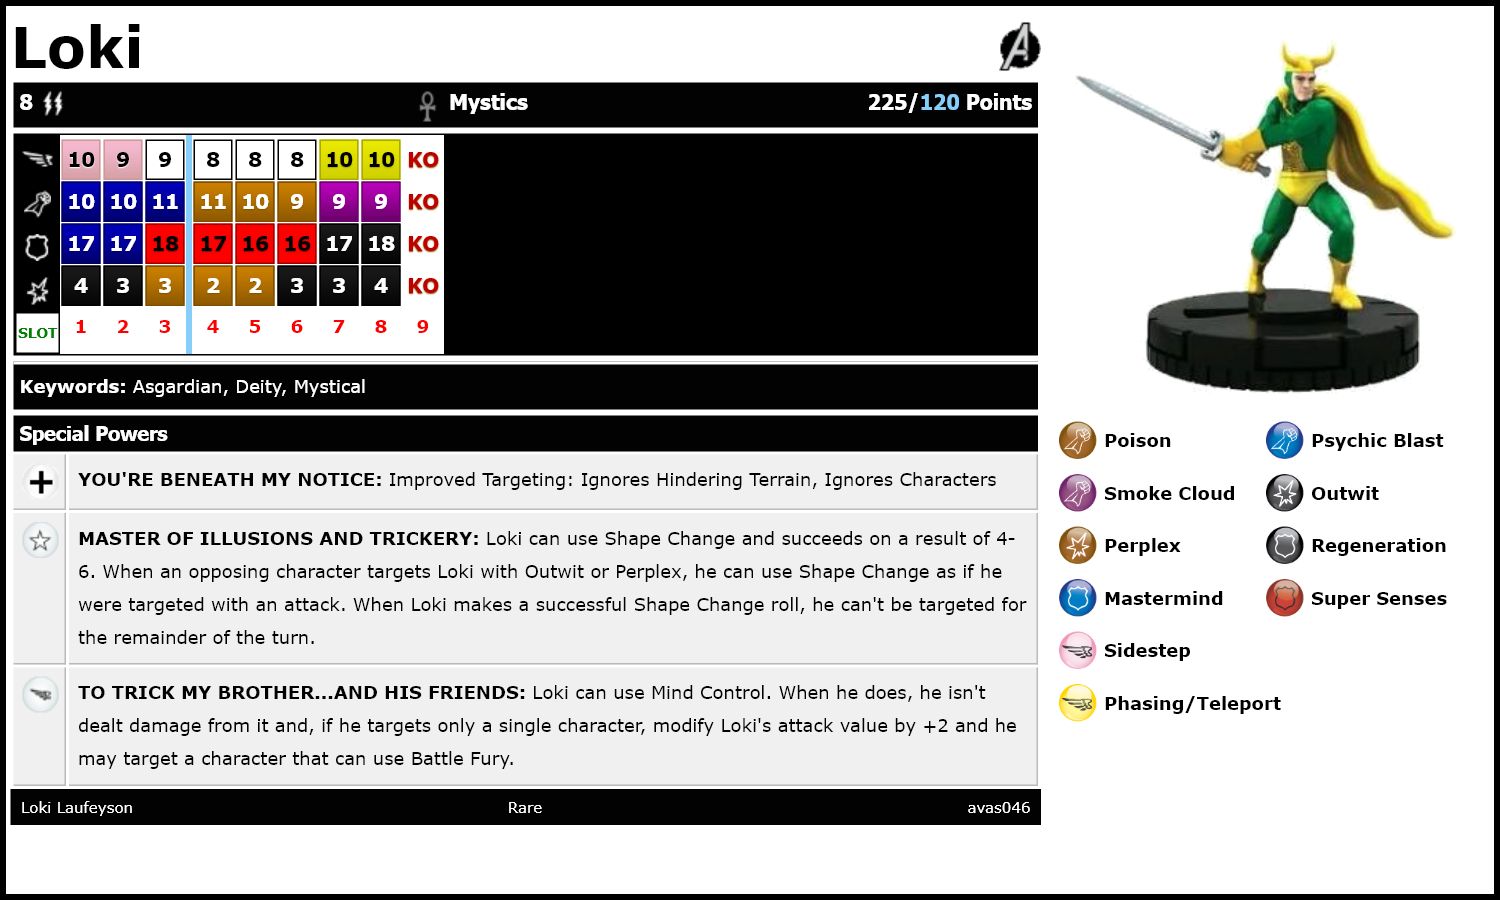 Loki
8 Mystics 225/120 Points
10 9 9 8 8 8 10 10 KO
10 10 11 11 10 9 9 9 KO
17 17 18 17 16 16 17 18 KO
4 3 3 2 2 3 3 4 KO
SLOT 1 2 3 4 5 6 7 8 9
Keywords: Asgardian, Deity, Mystical
Special Powers
YOU'RE BENEATH MY NOTICE: Improved Targeting: Ignores Hindering Terrain, Ignores Characters
MASTER OF ILLUSIONS AND TRICKERY: Loki can use Shape Change and succeeds on a result of 4-
6. When an opposing character targets Loki with Outwit or Perplex, he can use Shape Change as if he
were targeted with an attack. When Loki makes a successful Shape Change roll, he can't be targeted for
the remainder of the turn.
TO TRICK MY BROTHER...AND HIS FRIENDS: Loki can use Mind Control. When he does, he isn't
dealt damage from it and, if he targets only a single character, modify Loki's attack value by +2 and he
may target a character that can use Battle Fury.
Loki Laufeyson Rare avas046
Poison Psychic Blast
Smoke Cloud Outwit
Perplex Regeneration
Mastermind Super Senses
Sidestep
Phasing/Teleport